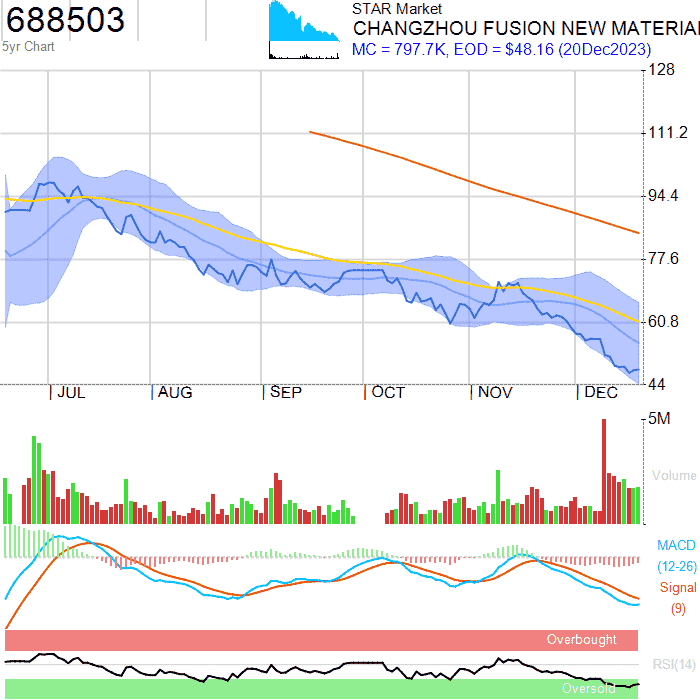 688503
5yr Chart
STAR Market
CHANGZHOU FUSION NEW MATERIAL
MC = 797.7K, EOD = $48.16 (20Dec2023)
128
111.2
94.4
77.6
60.8
44
JUL AUG SEP OCT NOV DEC
5M
Volume
MACD
(12-26)
Signal
(9)
Overbought
RSI(14)
Oversold